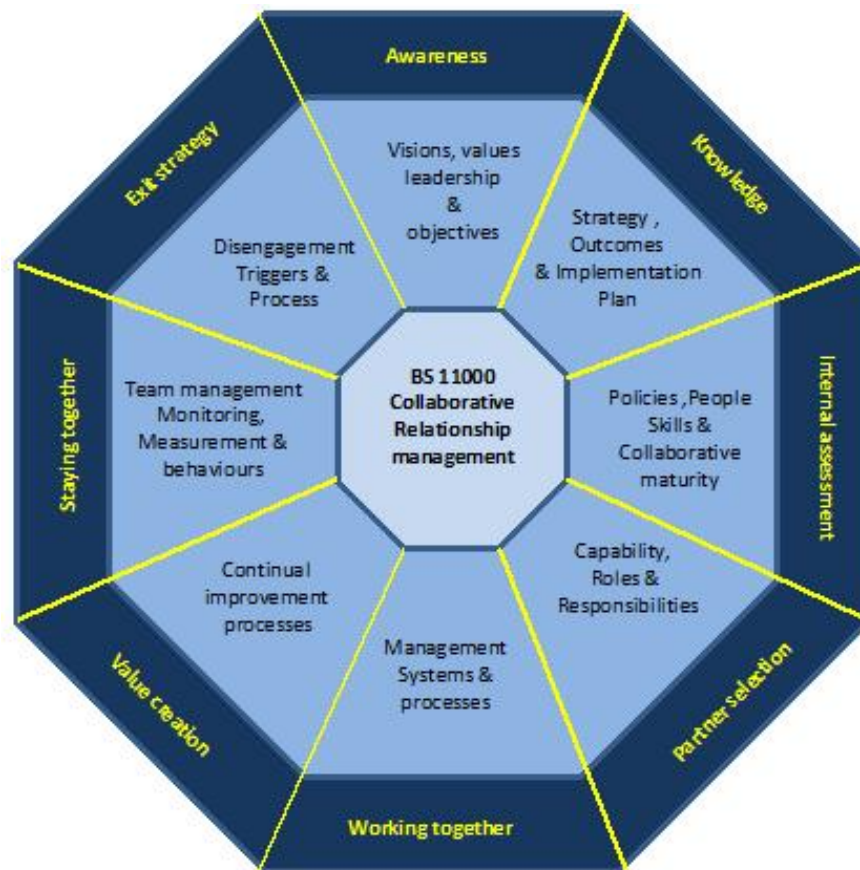 Awareness
Visions, values
leadership
&
objectives
Knowledge
Strategy ,
Outcomes
& Implementation
Plan
Internal assessment
Policies ,People
Skills &
Collaborative
maturity
Partner selection
Capability,
Roles &
Responsibilities
Working together
Management
Systems &
processes
Value creation
Continual
improvement
processes
Staying together
Team management
Monitoring,
Measurement &
behaviours
Exit strategy
Disengagement
Triggers &
Process
BS 11000
Collaborative
Relationship
management